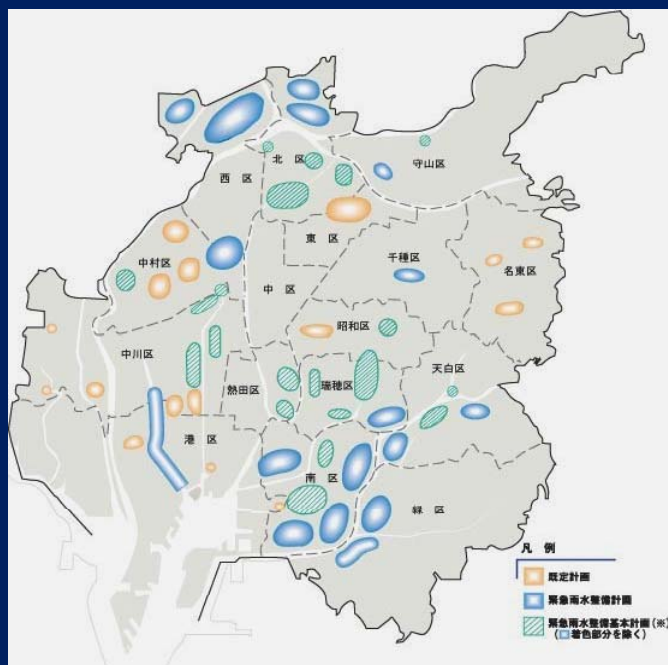 北 区
守山区
西 区
東 区
中村区
千種区
名東区
中 区
昭和区
中川区
天白区
熱田区
瑞穂区
港 区
南 区
緑 区
凡 例
既定計画
緊急雨水整備計画
緊急雨水整備基本計画(※)
(着色部分を除く)